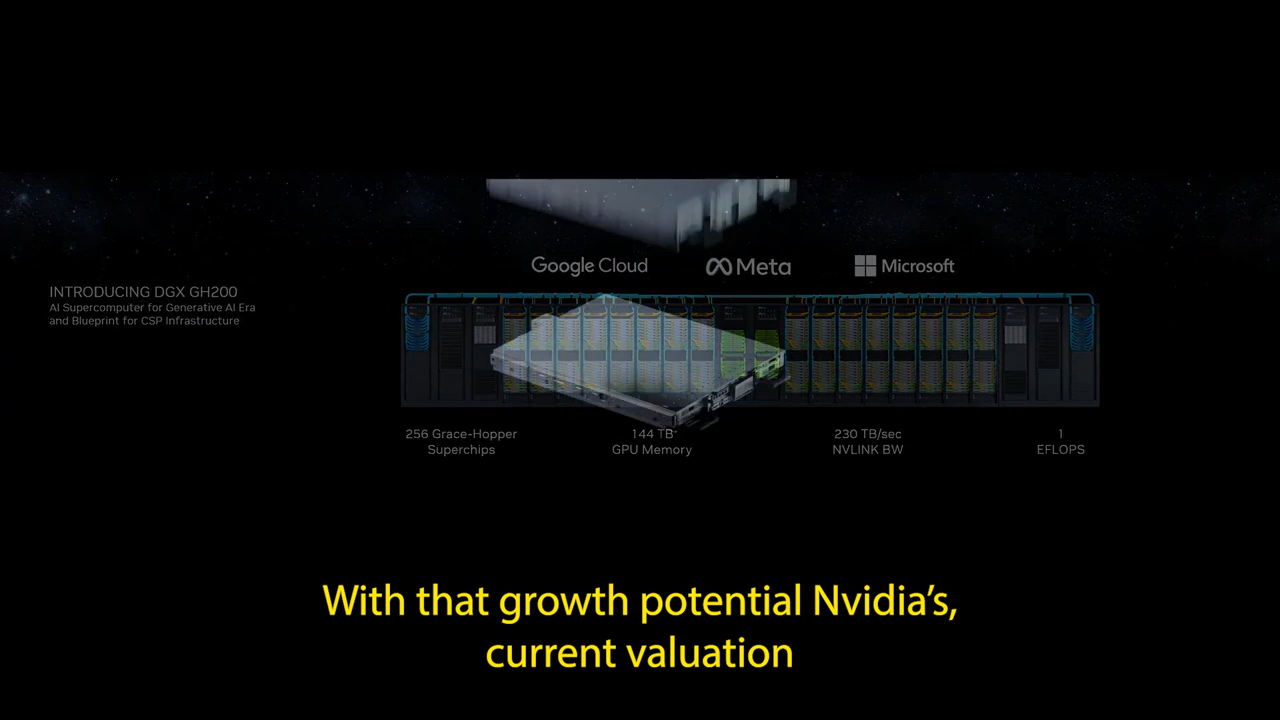 Google Cloud
Meta
Microsoft
INTRODUCING DGX GH200
AI Supercomputer for Generative AI Era
and Blueprint for CSP Infrastructure
256 Grace-Hopper
Superchips
144 TB*
GPU Memory
230 TB/sec
NVLINK BW
1
EFLOPS
With that growth potential Nvidia’s,
current valuation